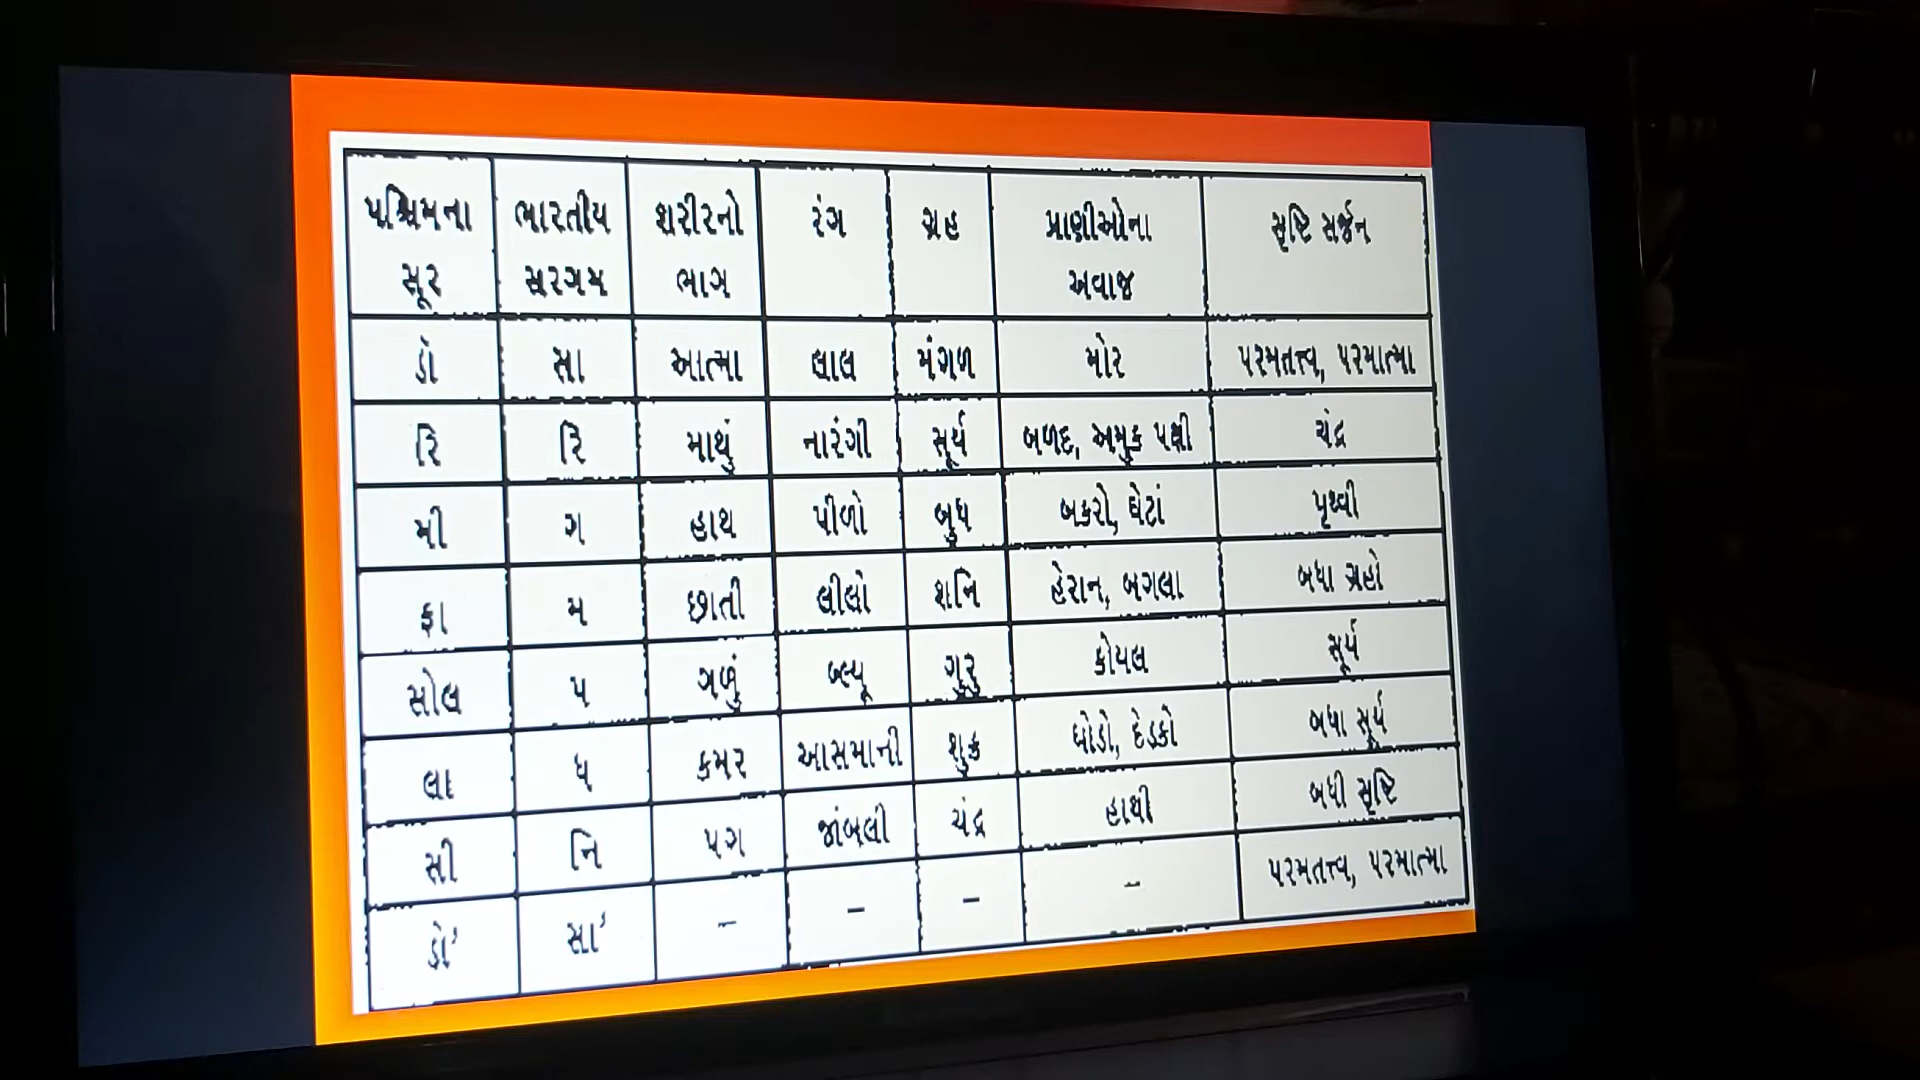 પશ્ચિમના સૂર ભારતીય સરગમ શરીરનો ભાગ રંગ ગ્રહ પ્રાણીઓના અવાજ સૃષ્ટિ સર્જન
ડૉ સા આત્મા લાલ મંગળ મોર પરમતત્ત્વ, પરમાત્મા
રિ રિ માથું નારંગી સૂર્ય બળદ, અમુક પક્ષી ચંદ્ર
મી ગ હાથ પીળો બુધ બકરો, ઘેટાં પૃથ્વી
ફા મ છાતી લીલો શનિ હેરાન, બગલા બધા ગ્રહો
સોલ પ ગળું બ્લ્યૂ ગુરુ કોયલ સૂર્ય
લા ધ કમર આસમાની શુક્ર ઘોડો, દેડકો બધા સૂર્ય
સી નિ પગ જાંબલી ચંદ્ર હાથી બધી સૃષ્ટિ
ડો' સા' – – – – પરમતત્ત્વ, પરમાત્મા